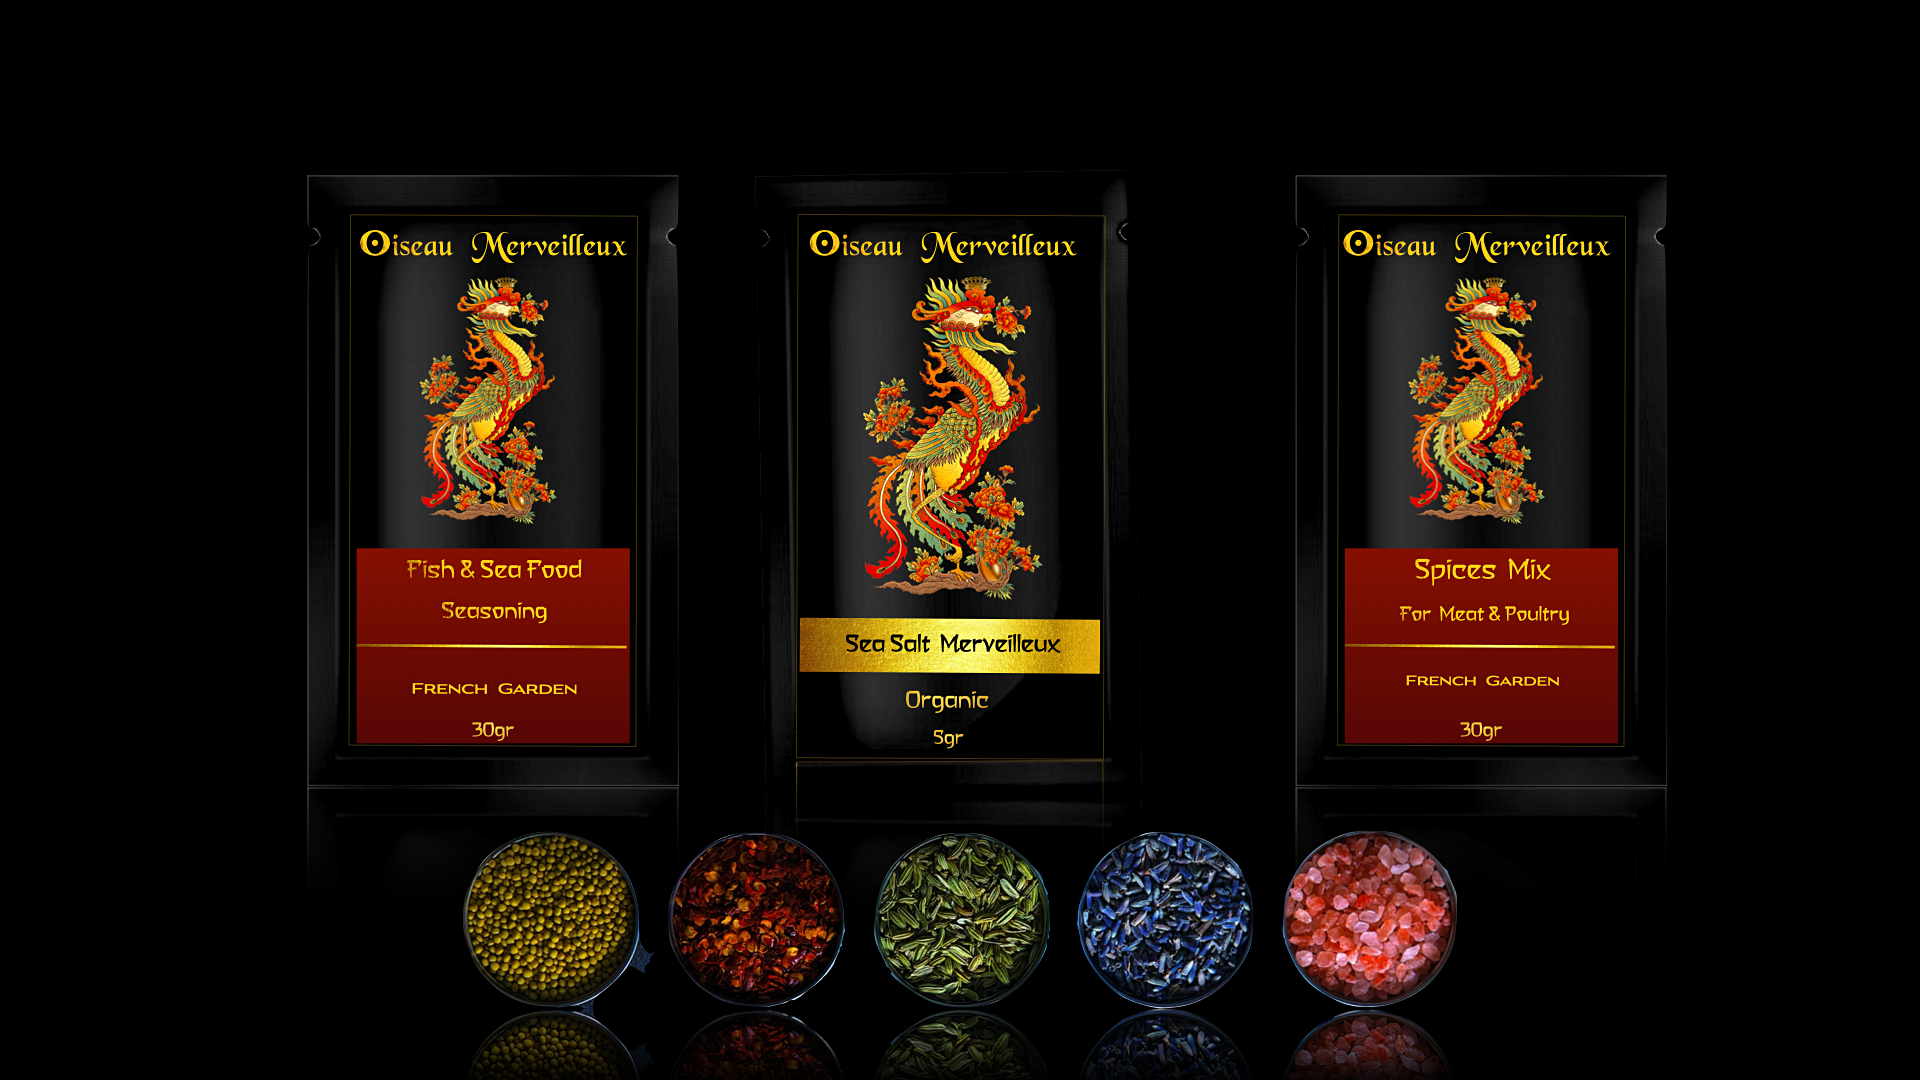 Oiseau Merveilleux
Fish & Sea Food
Seasoning
French Garden
30gr
Oiseau Merveilleux
Sea Salt Merveilleux
Organic
5gr
Oiseau Merveilleux
Spices Mix
For Meat & Poultry
French Garden
30gr